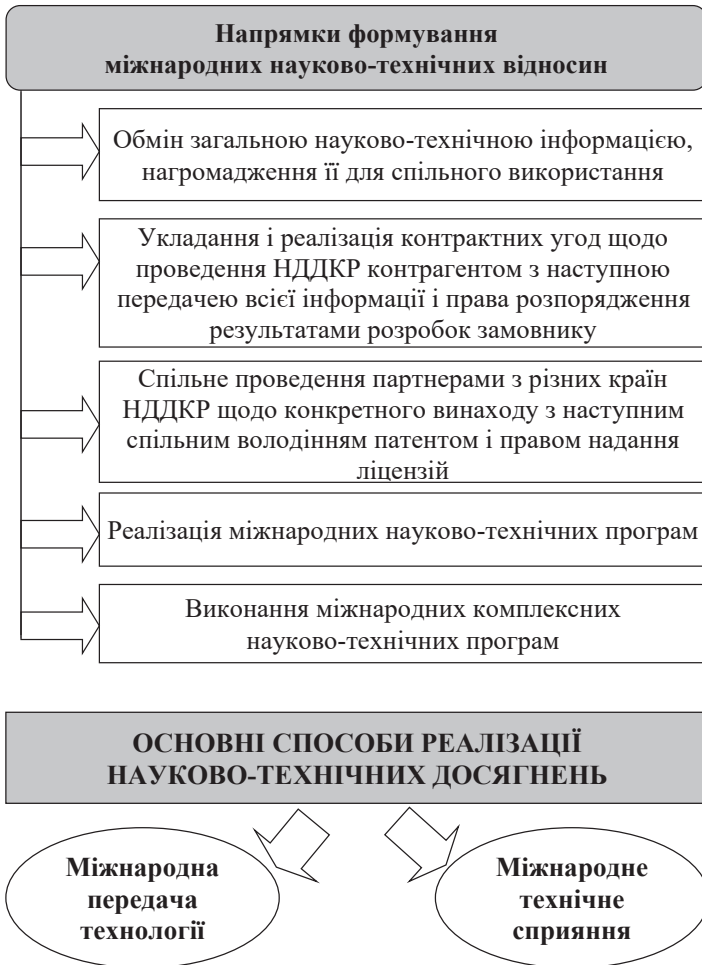 Напрямки формування
міжнародних науково-технічних відносин
Обмін загальною науково-технічною інформацією,
нагромадження її для спільного використання
Укладання і реалізація контрактних угод щодо
проведення НДДКР контрагентом з наступною
передачею всієї інформації і права розпорядження
результатами розробок замовнику
Спільне проведення партнерами з різних країн
НДДКР щодо конкретного винаходу з наступним
спільним володінням патентом і правом надання
ліцензій
Реалізація міжнародних науково-технічних програм
Виконання міжнародних комплексних
науково-технічних програм
ОСНОВНІ СПОСОБИ РЕАЛІЗАЦІЇ
НАУКОВО-ТЕХНІЧНИХ ДОСЯГНЕНЬ
Міжнародна
передача
технології
Міжнародне
технічне
сприяння